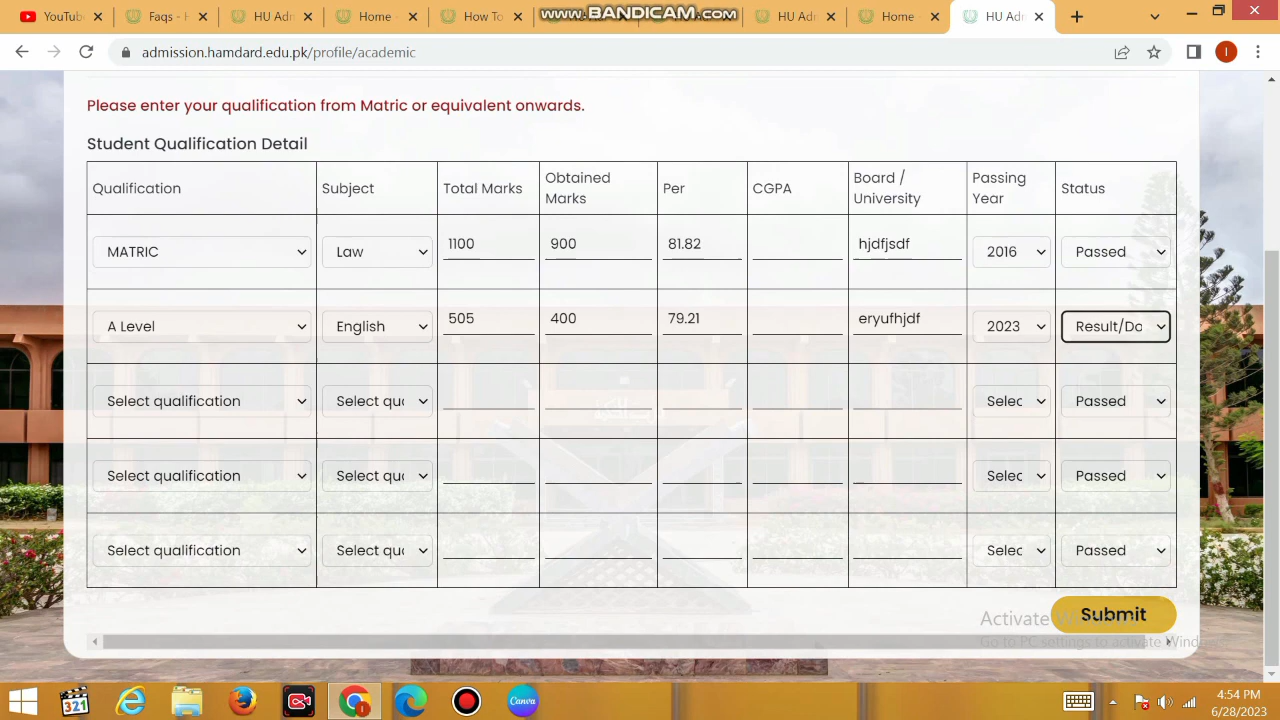 YouTub
Faqs - H
HU Adn
Home -
How To
www.BANDICAM.com
HU Adn
Home -
HU Adn
admission.hamdard.edu.pk/profile/academic
I
Please enter your qualification from Matric or equivalent onwards.
Student Qualification Detail
Qualification Subject Total Marks Obtained Marks Per CGPA Board / University Passing Year Status
MATRIC Law 1100 900 81.82 hjdfjsdf 2016 Passed
A Level English 505 400 79.21 eryufhjdf 2023 Result/Do
Select qualification Select qu Selec Passed
Select qualification Select qu Selec Passed
Select qualification Select qu Selec Passed
Submit
Activate Windows
Go to PC settings to activate Windows
321
Canva
4:54 PM
6/28/2023